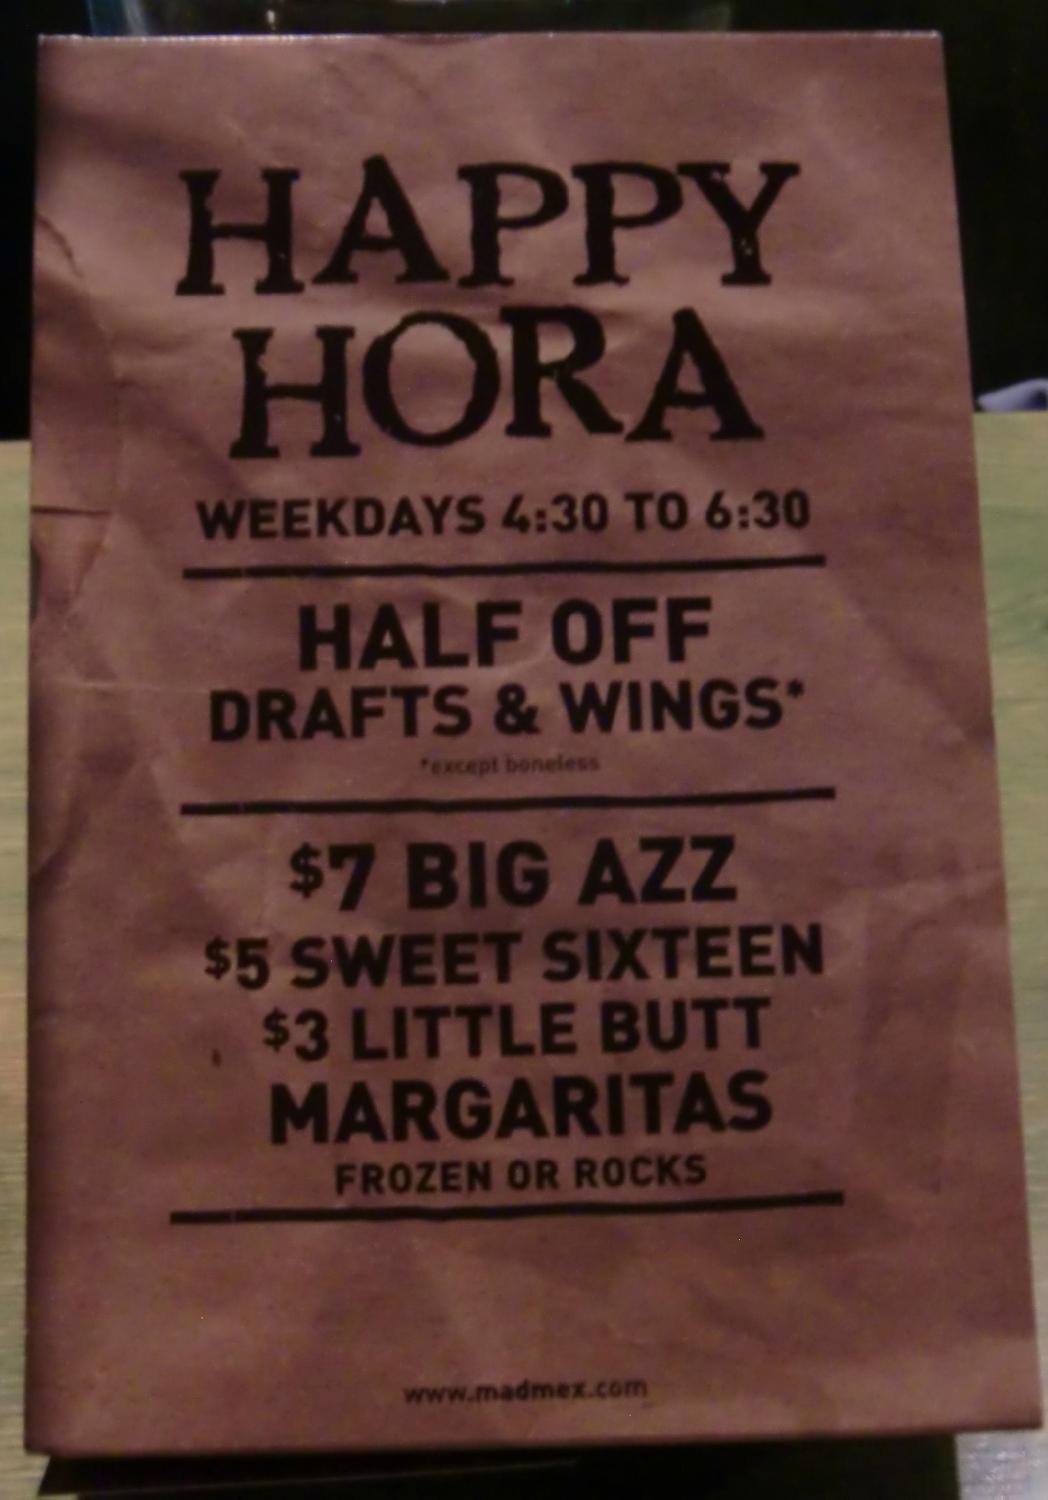 HAPPY
HORA
WEEKDAYS 4:30 TO 6:30
HALF OFF
DRAFTS & WINGS*
*except boneless
$7 BIG AZZ
$5 SWEET SIXTEEN
$3 LITTLE BUTT
MARGARITAS
FROZEN OR ROCKS
www.madmex.com